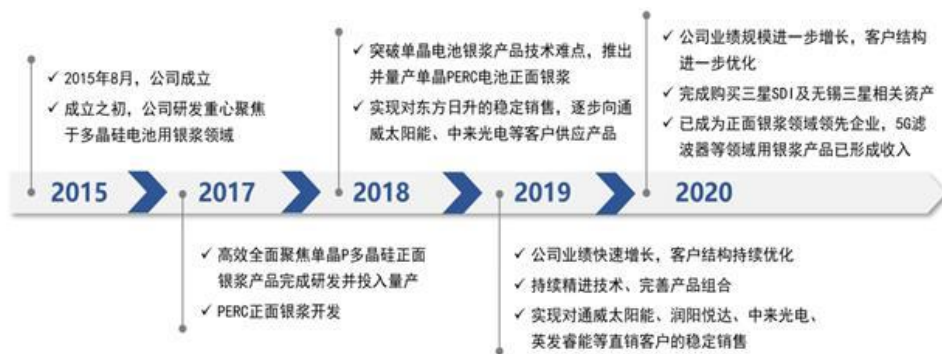 ✓ 2015年8月，公司成立
✓ 成立之初，公司研发重心聚焦
于多晶硅电池用银浆领域
✓ 突破单晶电池银浆产品技术难点，推出
并量产单晶PERC电池正面银浆
✓ 实现对东方日升的稳定销售，逐步向通
威太阳能、中来光电等客户供应产品
✓ 公司业绩规模进一步增长，客户结构
进一步优化
✓ 完成购买三星SDI及无锡三星相关资产
✓ 已成为正面银浆领域领先企业，5G滤
波器等领域用银浆产品已形成收入
2015
2017
2018
2019
2020
✓ 高效全面聚焦单晶P多晶硅正面
银浆产品完成研发并投入量产
✓ PERC正面银浆开发
✓ 公司业绩快速增长，客户结构持续优化
✓ 持续精进技术、完善产品组合
✓ 实现对通威太阳能、润阳悦达、中来光电、
英发睿能等直销客户的稳定销售